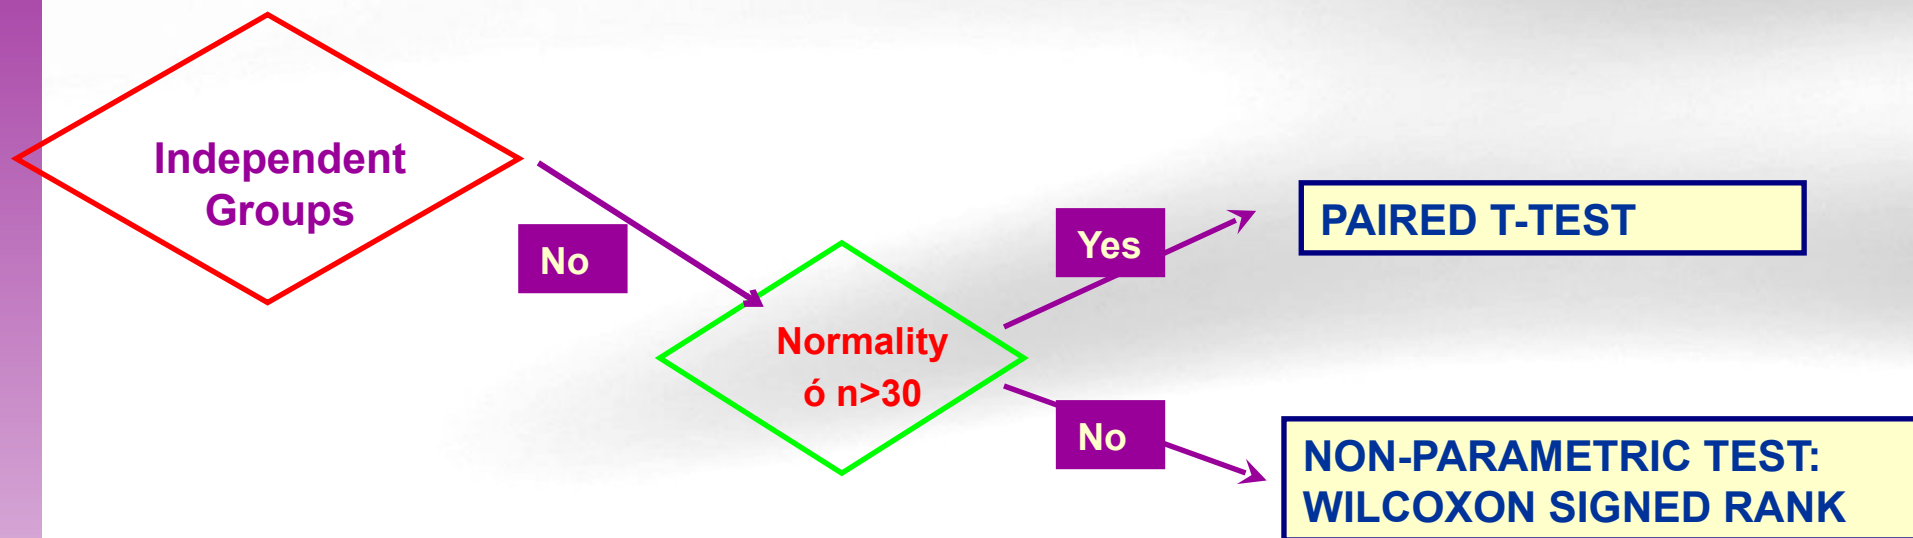 Independent
Groups
No
Normality
ó n>30
Yes
PAIRED T-TEST
No
NON-PARAMETRIC TEST:
WILCOXON SIGNED RANK